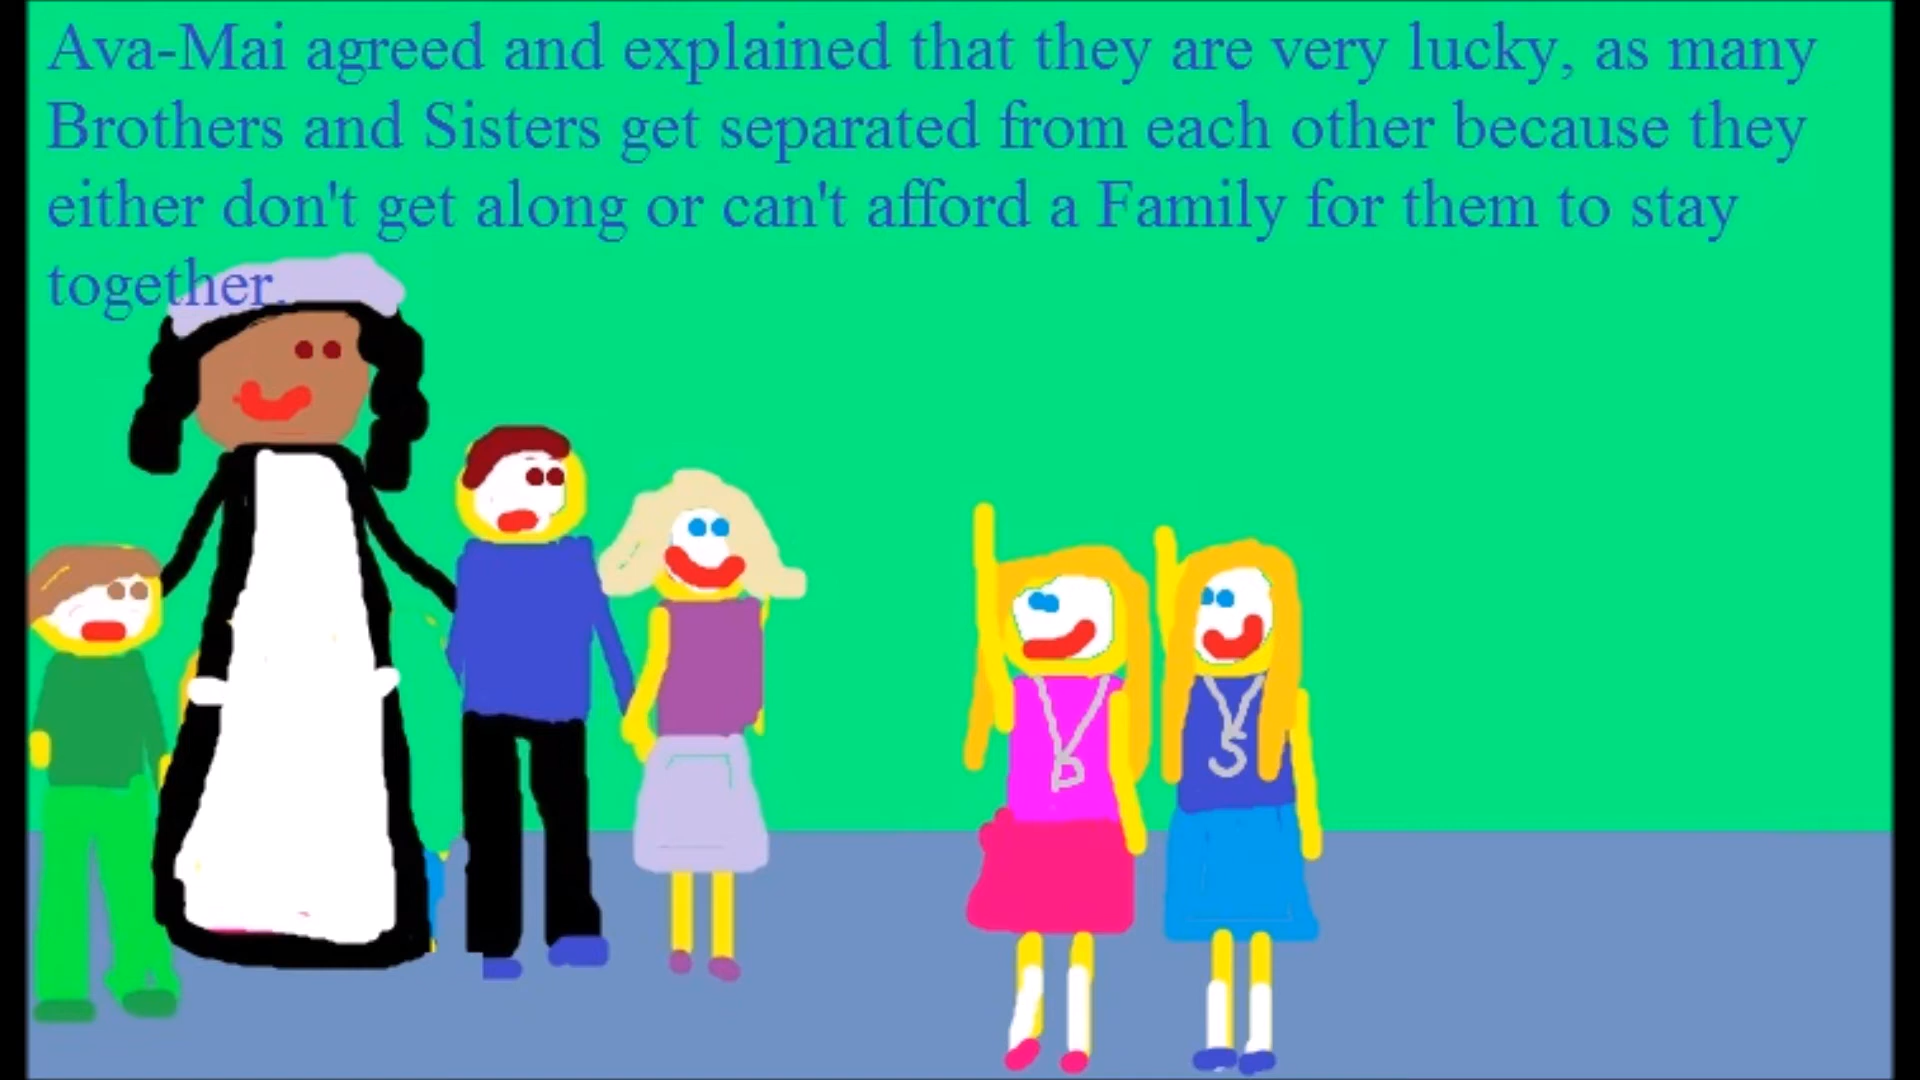 Ava-Mai agreed and explained that they are very lucky, as many
Brothers and Sisters get separated from each other because they
either don't get along or can't afford a Family for them to stay
together.
B
S